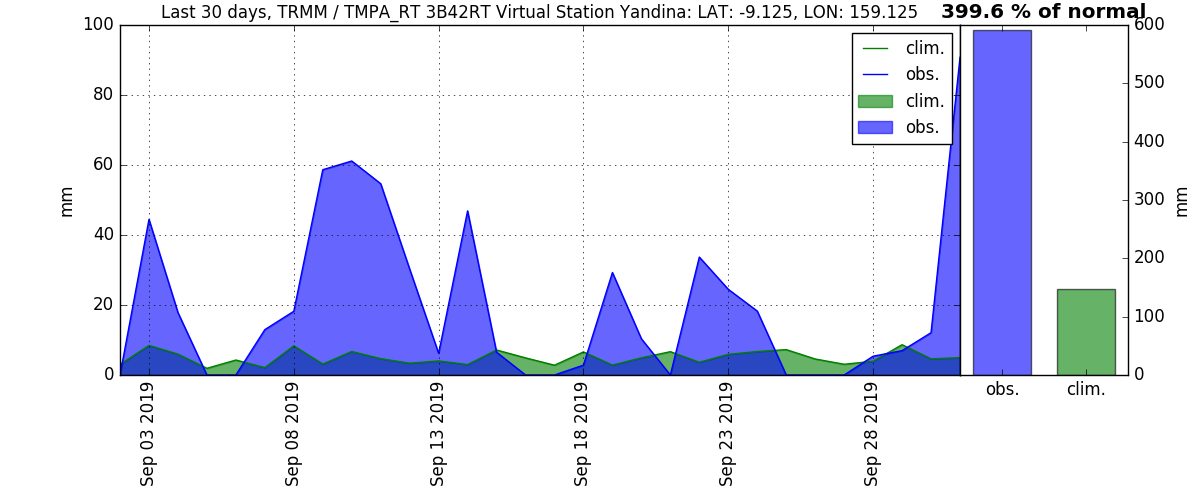 Last 30 days, TRMM / TMPA_RT 3B42RT Virtual Station Yandina: LAT: -9.125, LON: 159.125
399.6 % of normal
100
80
60
40
20
0
mm
clim.
obs.
clim.
obs.
600
500
400
300
200
100
0
mm
Sep 03 2019
Sep 08 2019
Sep 13 2019
Sep 18 2019
Sep 23 2019
Sep 28 2019
obs.
clim.